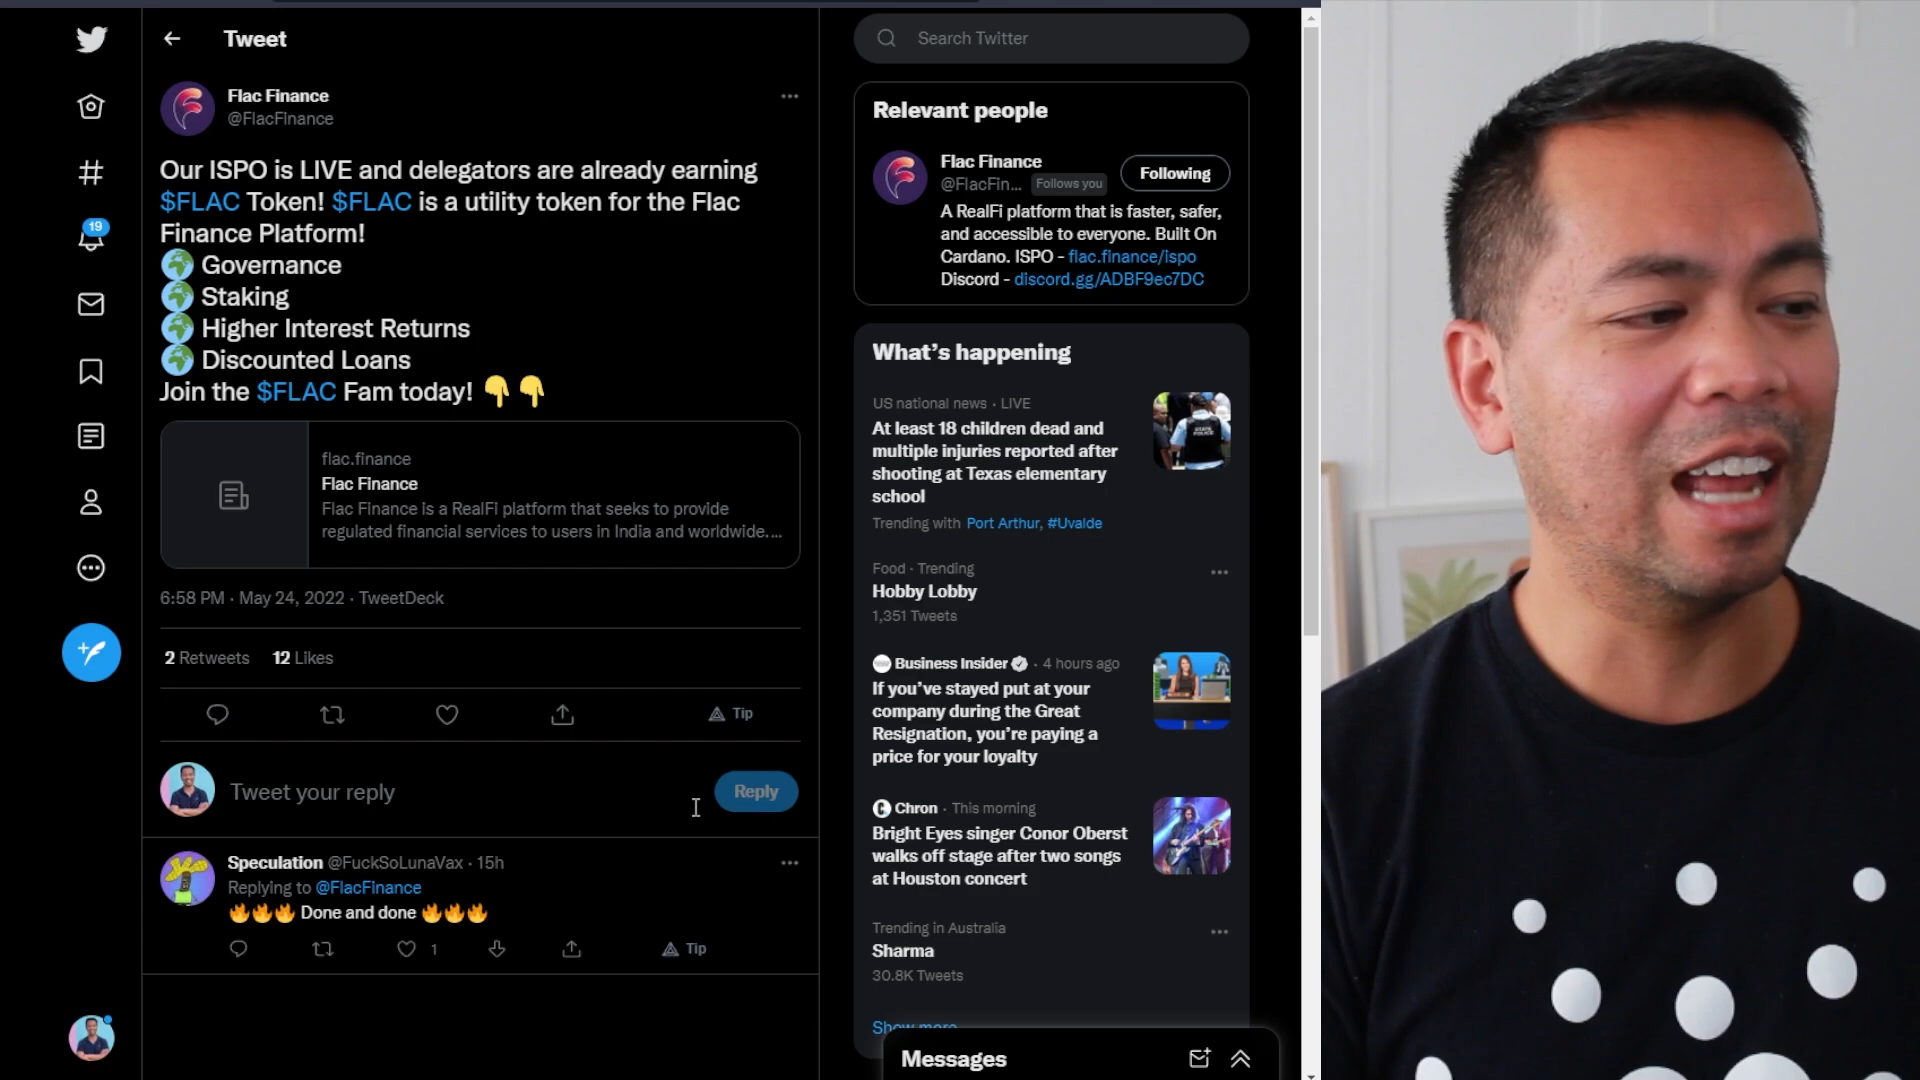 Tweet
Flac Finance
@FlacFinance
Our ISPO is LIVE and delegators are already earning
$FLAC Token! $FLAC is a utility token for the Flac
Finance Platform!
Governance
Staking
Higher Interest Returns
Discounted Loans
Join the $FLAC Fam today!
flac.finance
Flac Finance
Flac Finance is a RealFi platform that seeks to provide
regulated financial services to users in India and worldwide....
6:58 PM · May 24, 2022 · TweetDeck
2 Retweets 12 Likes
Tip
Tweet your reply
Reply
Speculation @FuckSoLunaVax · 15h
Replying to @FlacFinance
Done and done
1
Tip
19
Search Twitter
Relevant people
Flac Finance
@FlacFin... Follows you
Following
A RealFi platform that is faster, safer,
and accessible to everyone. Built On
Cardano. ISPO - flac.finance/ispo
Discord - discord.gg/ADBF9ec7DC
What's happening
US national news · LIVE
At least 18 children dead and
multiple injuries reported after
shooting at Texas elementary
school
Trending with Port Arthur, #Uvalde
STATE
POLICE
Food · Trending
Hobby Lobby
1,351 Tweets
Business Insider · 4 hours ago
If you've stayed put at your
company during the Great
Resignation, you're paying a
price for your loyalty
Chron · This morning
Bright Eyes singer Conor Oberst
walks off stage after two songs
at Houston concert
Trending in Australia
Sharma
30.8K Tweets
Show more
Messages